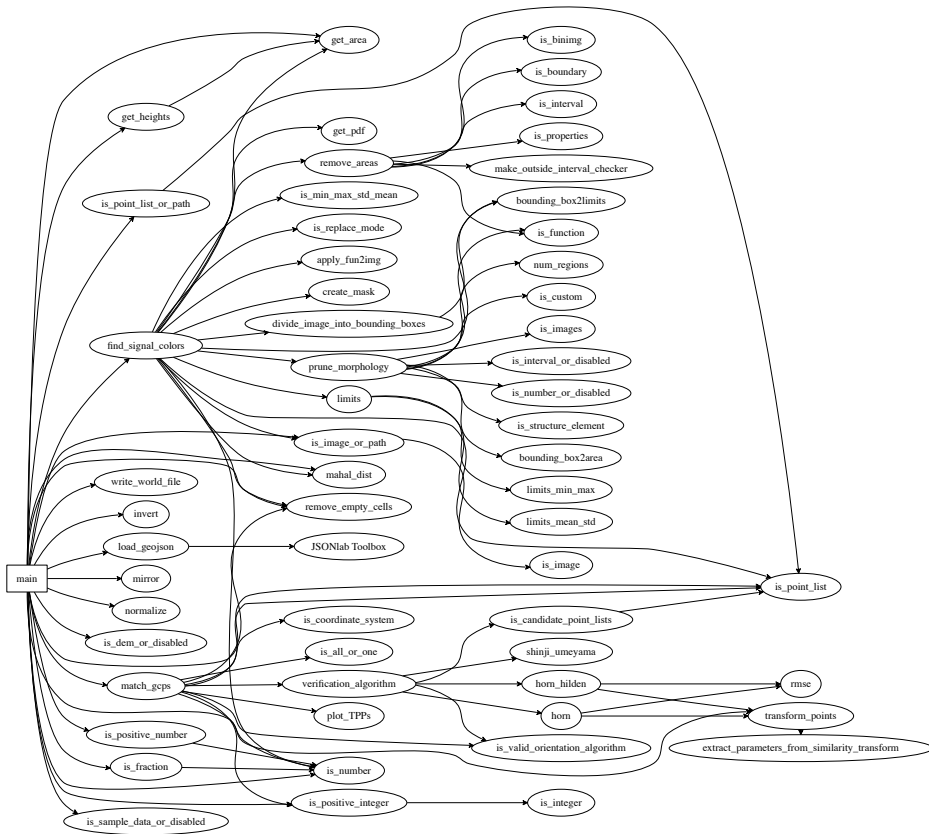 get_area
is_binimg
is_boundary
is_interval
get_heights
get_pdf
is_properties
remove_areas
make_outside_interval_checker
is_point_list_or_path
is_min_max_std_mean
bounding_box2limits
is_replace_mode
is_function
apply_fun2img
num_regions
create_mask
is_custom
divide_image_into_bounding_boxes
is_images
find_signal_colors
prune_morphology
is_interval_or_disabled
limits
is_number_or_disabled
is_structure_element
is_image_or_path
bounding_box2area
mahal_dist
write_world_file
limits_min_max
remove_empty_cells
invert
limits_mean_std
load_geojson
JSONlab Toolbox
is_image
main
mirror
is_point_list
normalize
is_coordinate_system
is_candidate_point_lists
is_dem_or_disabled
is_all_or_one
shinji_umeyama
match_gcps
verification_algorithm
horn_hilden
rmse
plot_TPPs
horn
transform_points
is_positive_number
is_valid_orientation_algorithm
extract_parameters_from_similarity_transform
is_fraction
is_number
is_positive_integer
is_integer
is_sample_data_or_disabled